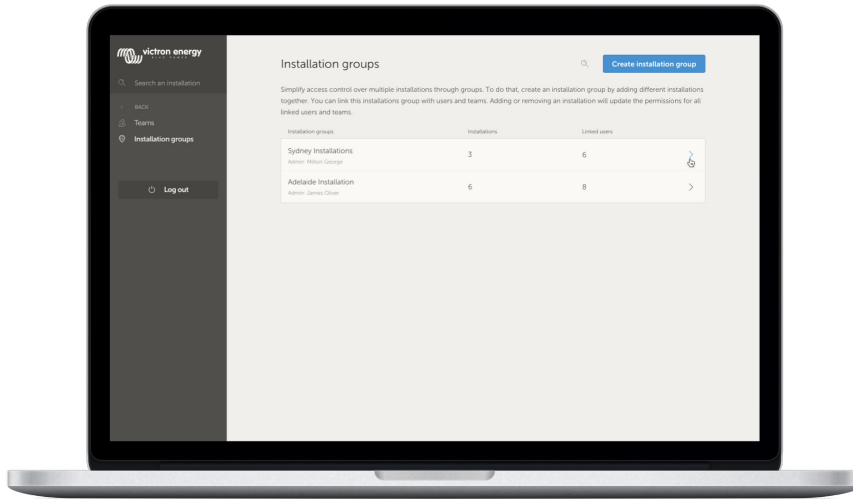 victron energy
BLUE POWER
Search an installation
BACK
Teams
Installation groups
Log out
Installation groups
Create installation group
Simplify access control over multiple installations through groups. To do that, create an installation group by adding different installations
together. You can link this installations group with users and teams. Adding or removing an installation will update the permissions for all
linked users and teams.
Installation groups Installations Linked users
Sydney Installations 3 6
Admin: Milton George
Adelaide Installation 6 8
Admin: James Oliver